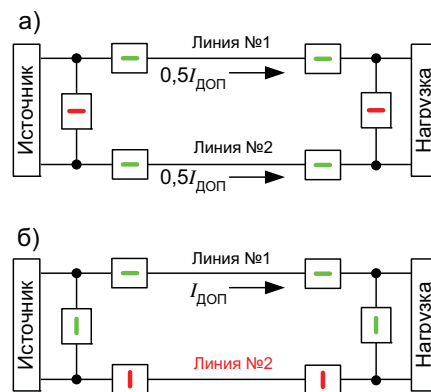 а)
Линия №1
0,5IДОП
Источник
Нагрузка
Линия №2
0,5IДОП
б)
Линия №1
IДОП
Источник
Нагрузка
Линия №2